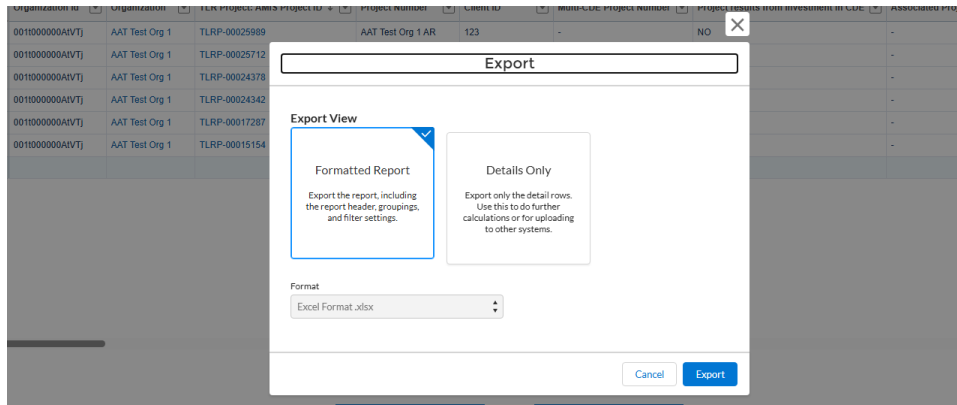 Organization Id Organization TLR Project: AMIS Project ID Project Number Client ID Multi-CDE Project Number Project results from investment in CDE Associated Pro
001t000000AtVTj AAT Test Org 1 TLRP-00025989 AAT Test Org 1 AR 123 - NO -
001t000000AtVTj AAT Test Org 1 TLRP-00025712 -
001t000000AtVTj AAT Test Org 1 TLRP-00024378 -
001t000000AtVTj AAT Test Org 1 TLRP-00024342 -
001t000000AtVTj AAT Test Org 1 TLRP-00017287 -
001t000000AtVTj AAT Test Org 1 TLRP-00015154 -
Export
Export View
Formatted Report
Export the report, including
the report header, groupings,
and filter settings.
Details Only
Export only the detail rows.
Use this to do further
calculations or for uploading
to other systems.
Format
Excel Format .xlsx
Cancel Export